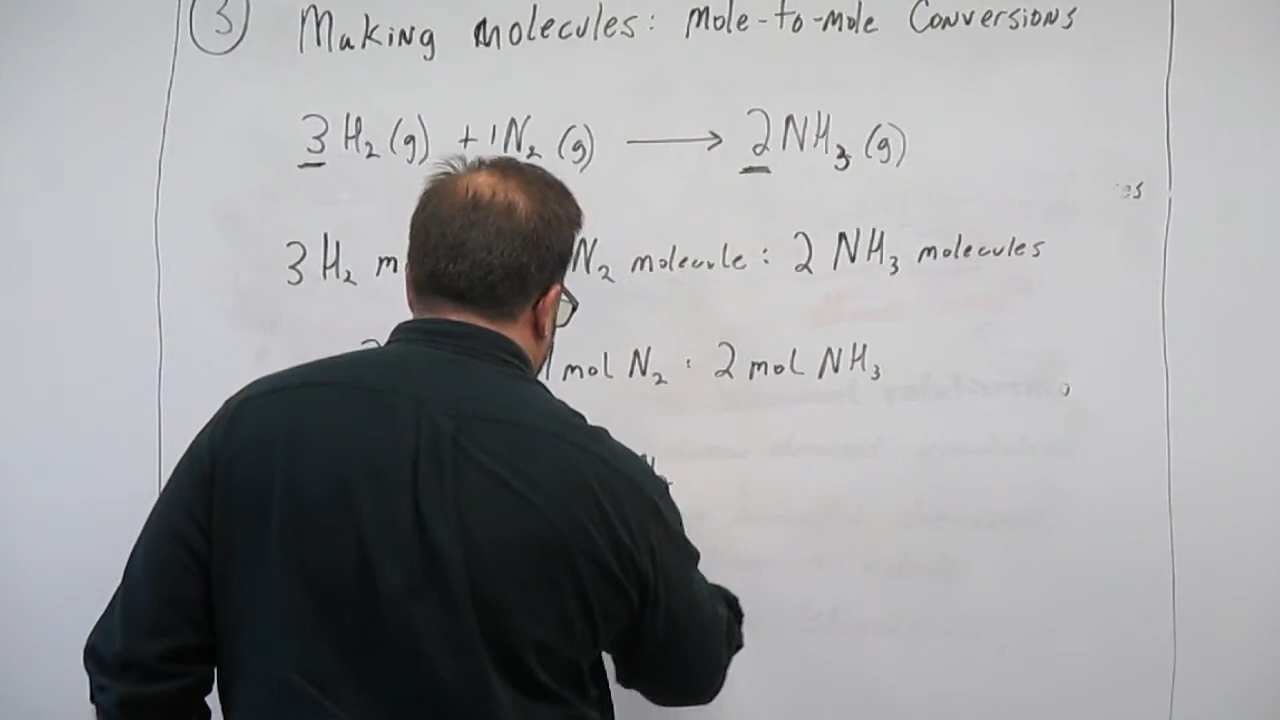 3 Making Molecules: Mole-to-mole Conversions
3 H₂ (g) + 1 N₂ (g) ⟶ 2 NH₃ (g)
3 H₂ N₂ molecule : 2 NH₃ molecules
1 mol N₂ : 2 mol NH₃